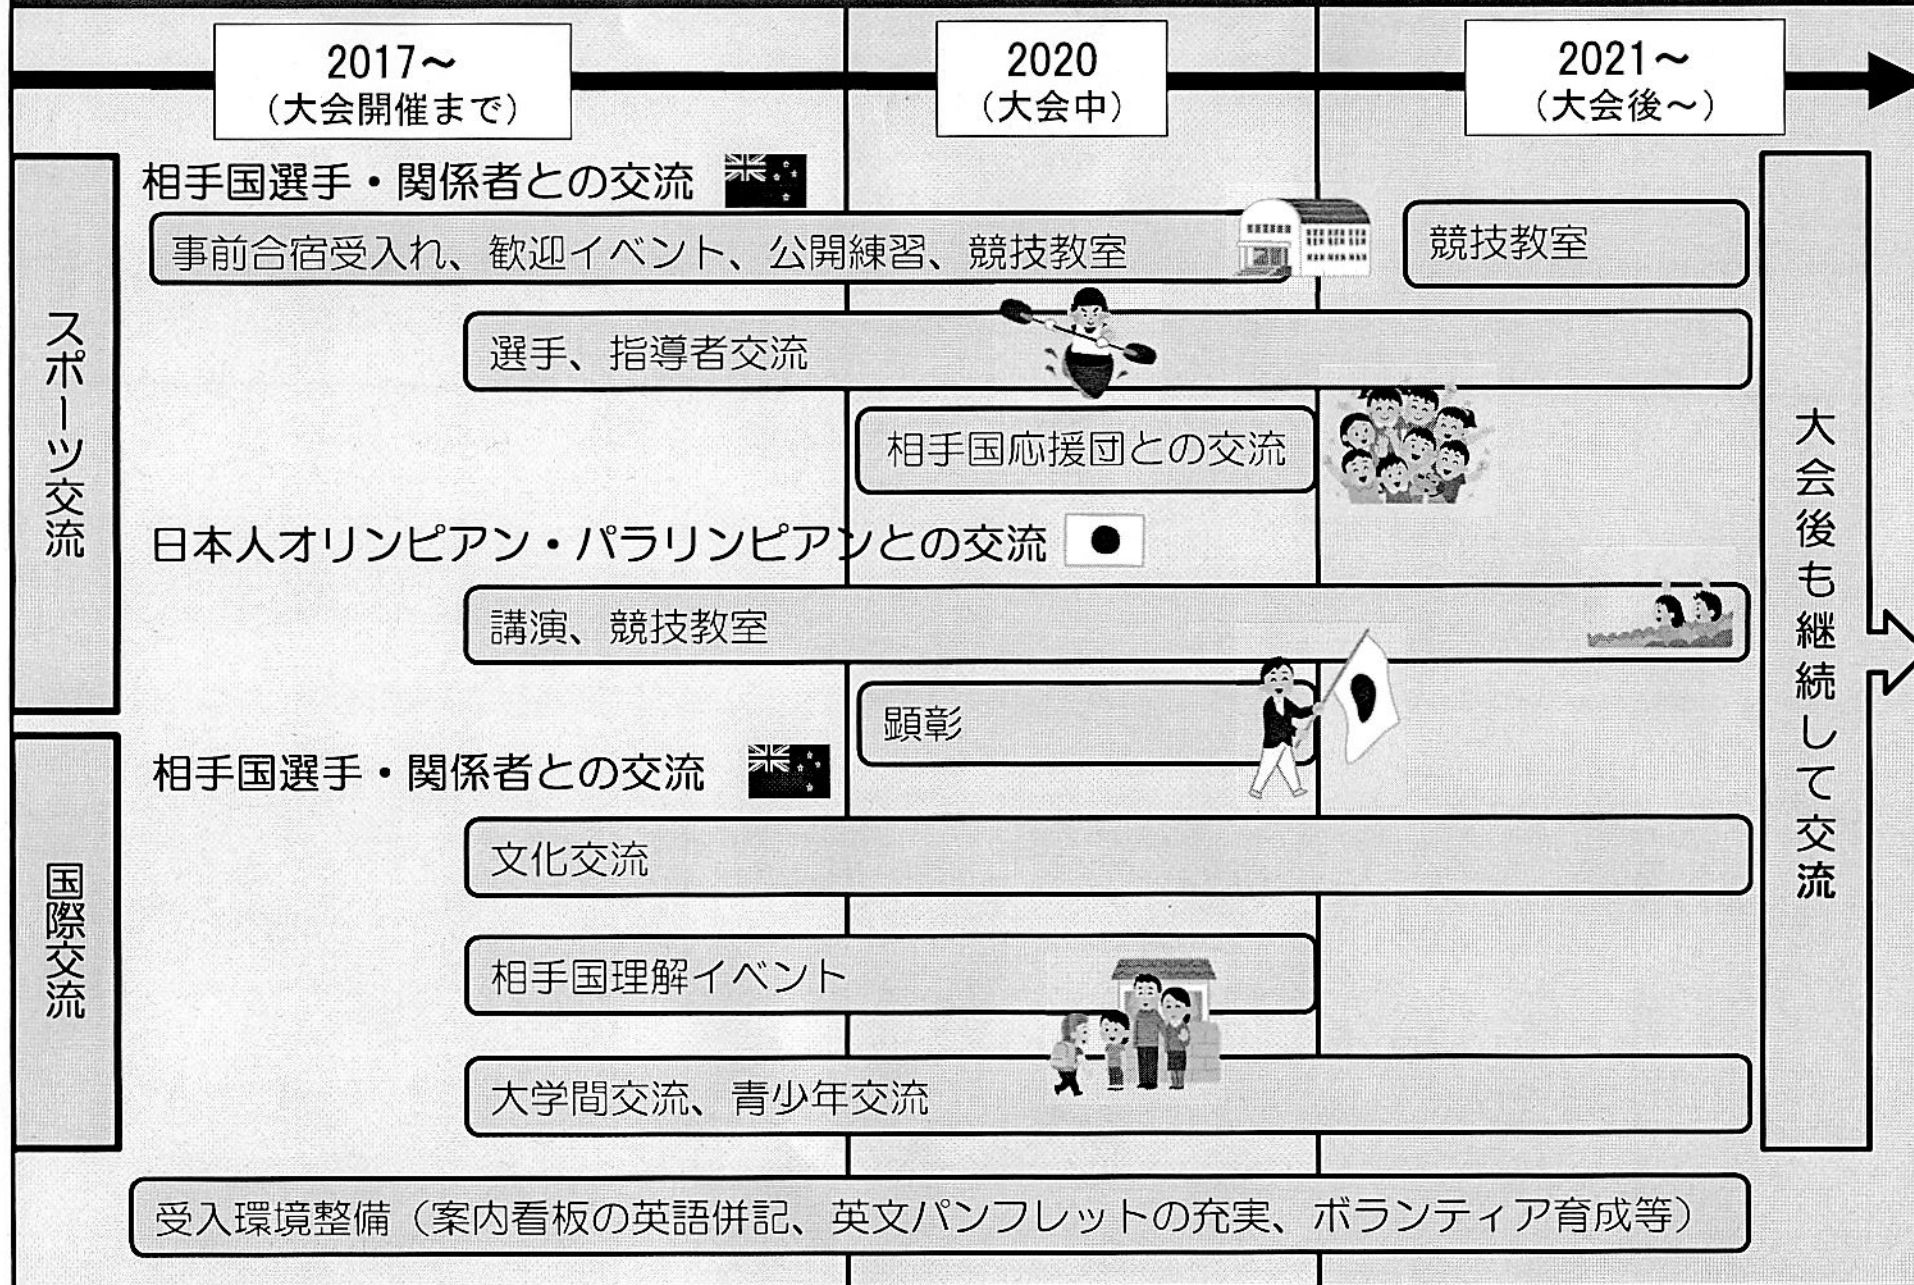 2017～
（大会開催まで）
2020
（大会中）
2021～
（大会後～）
スポーツ交流
相手国選手・関係者との交流
事前合宿受入れ、歓迎イベント、公開練習、競技教室
競技教室
選手、指導者交流
相手国応援団との交流
日本人オリンピアン・パラリンピアンとの交流
講演、競技教室
顕彰
国際交流
相手国選手・関係者との交流
文化交流
相手国理解イベント
大学間交流、青少年交流
大会後も継続して交流
受入環境整備（案内看板の英語併記、英文パンフレットの充実、ボランティア育成等）